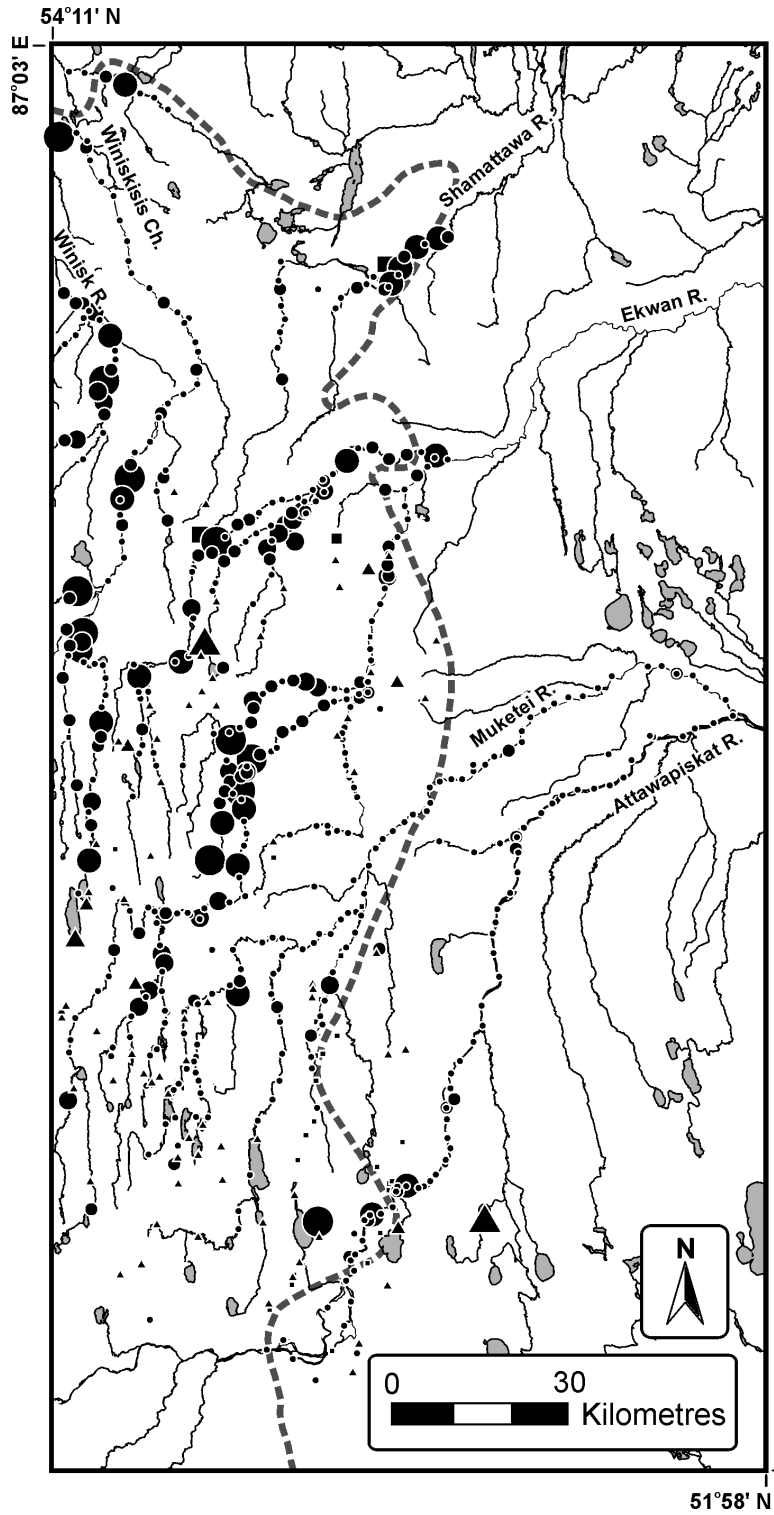 54°11' N
87°03' E
Winiskisis Ch.
Shamattawa R.
Winisk R.
Ekwan R.
Muketei R.
Attawapiskat R.
N
0 30
Kilometres
51°58' N